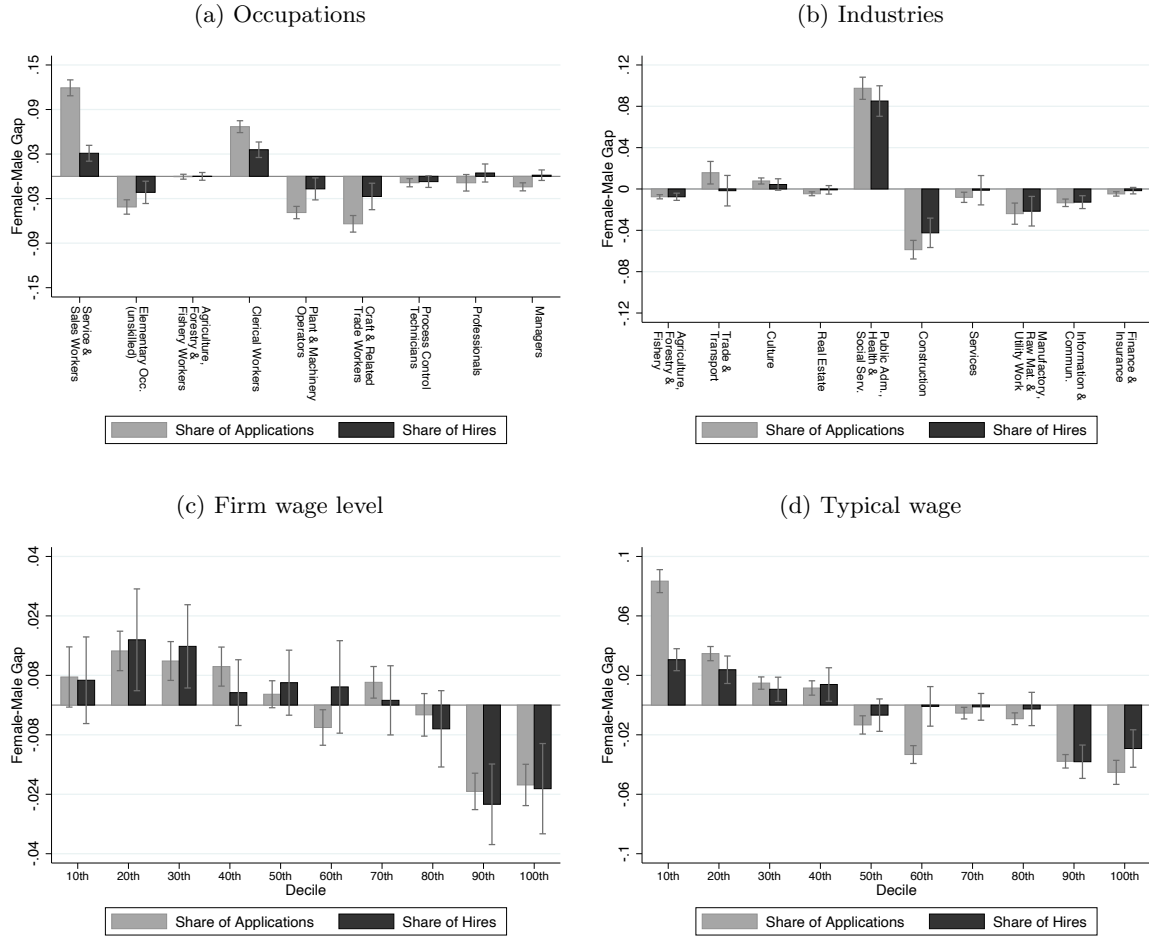 (a) Occupations
Female-Male Gap
.15
.09
.03
-.03
-.09
-.15
Service &
Sales Workers
Elementary Occ.
(unskilled)
Agriculture,
Forestry &
Fishery Workers
Clerical Workers
Plant & Machinery
Operators
Craft & Related
Trade Workers
Process Control
Technicians
Professionals
Managers
Share of Applications
Share of Hires
(b) Industries
Female-Male Gap
.12
.08
.04
0
-.04
-.08
-.12
Agriculture,
Forestry &
Fishery
Trade &
Transport
Culture
Real Estate
Public Adm.,
Health &
Social Serv.
Construction
Services
Manufactory,
Raw Mat. &
Utility Work
Information &
Commun.
Finance &
Insurance
Share of Applications
Share of Hires
(c) Firm wage level
Female-Male Gap
.04
.024
.008
-.008
-.024
-.04
10th 20th 30th 40th 50th 60th 70th 80th 90th 100th
Decile
Share of Applications
Share of Hires
(d) Typical wage
Female-Male Gap
.1
.06
.02
-.02
-.06
-.1
10th 20th 30th 40th 50th 60th 70th 80th 90th 100th
Decile
Share of Applications
Share of Hires